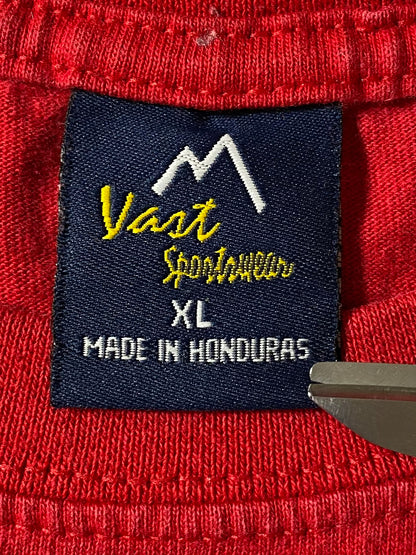 Vast
Sportswear
XL
MADE IN HONDURAS